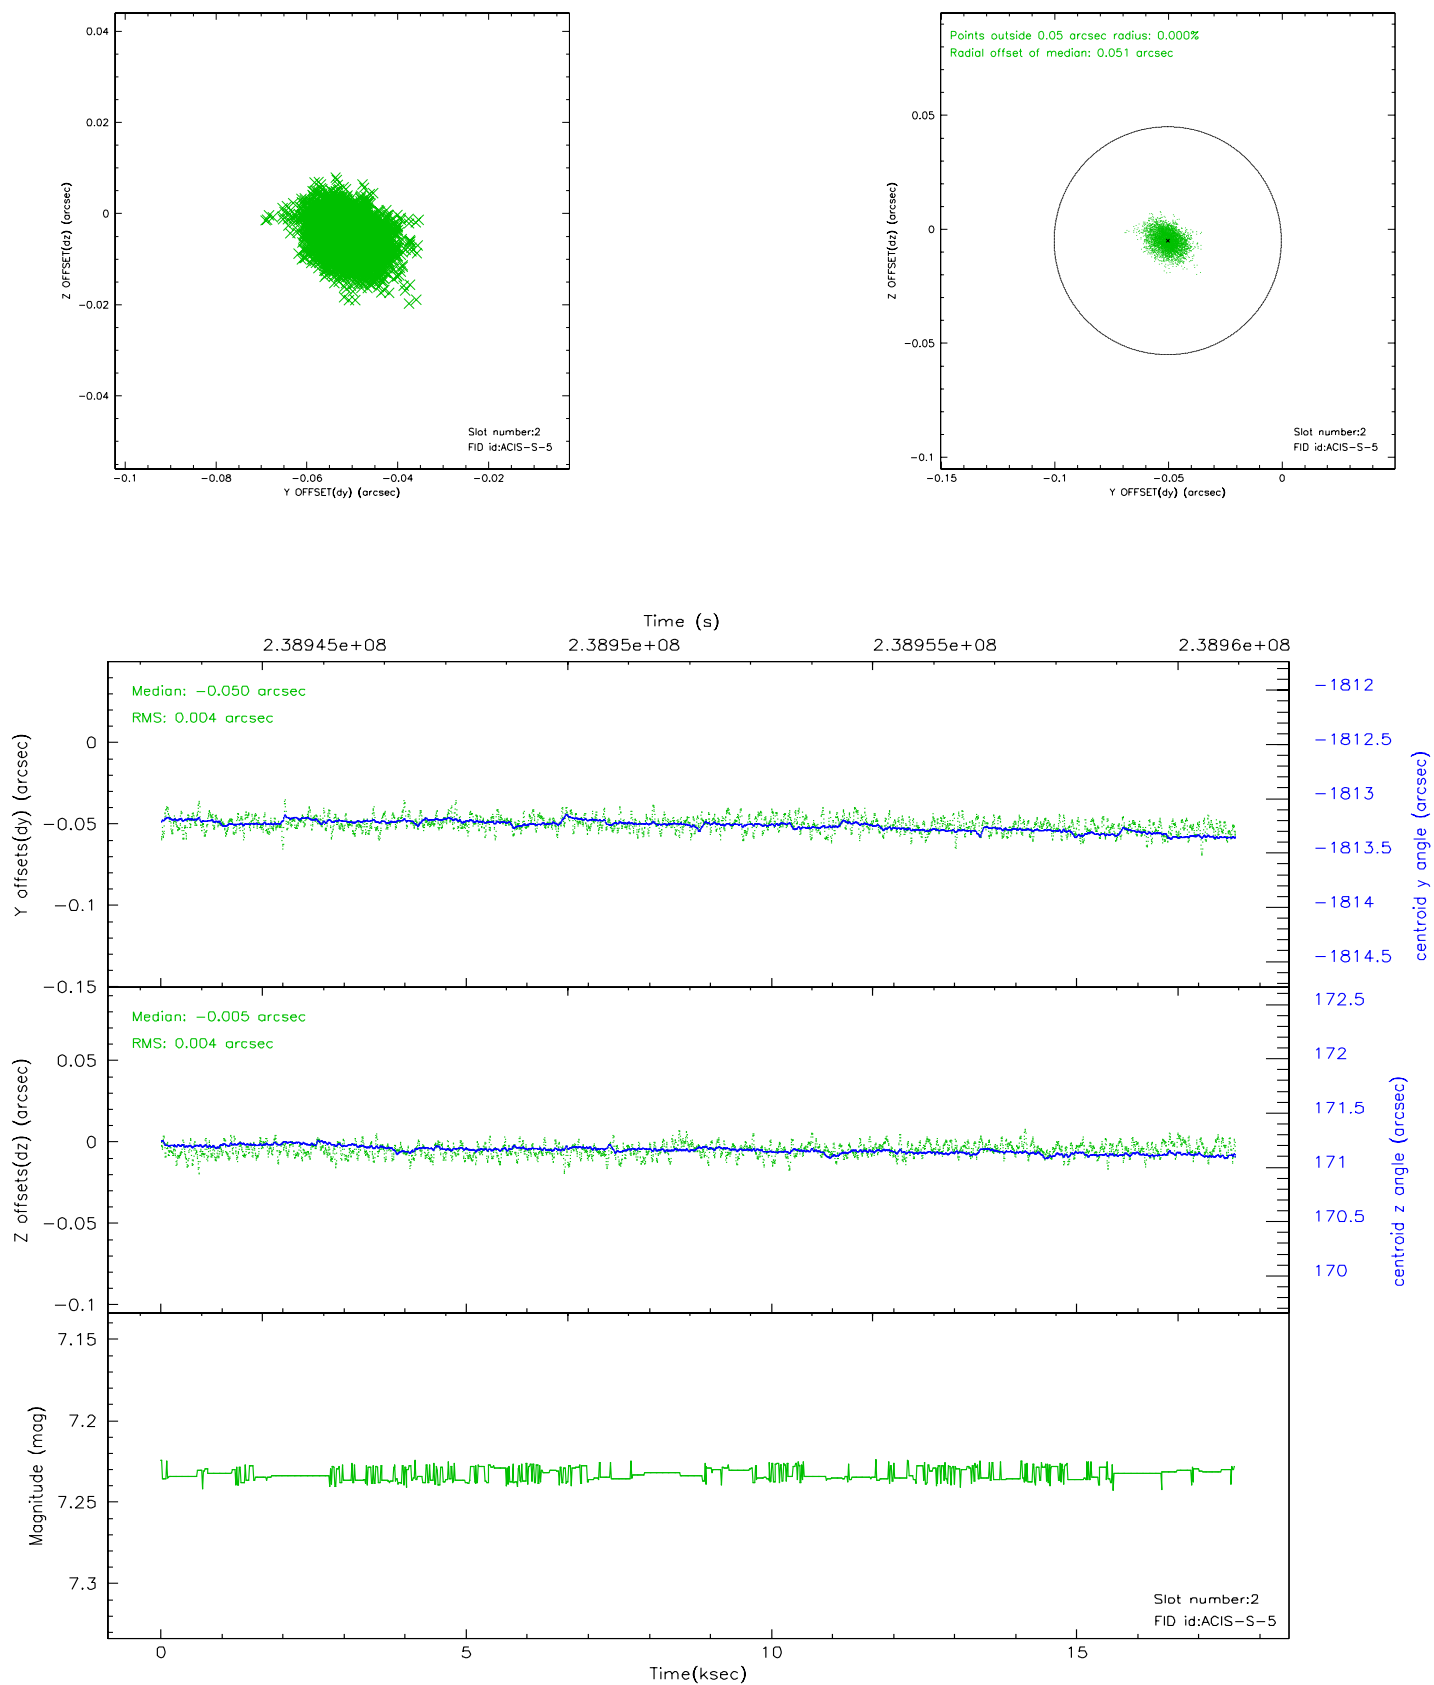 0.04
0.02
0
-0.02
-0.04
Z OFFSET(dz) (arcsec)
Slot number:2
FID id:ACIS-S-5
-0.1 -0.08 -0.06 -0.04 -0.02
Y OFFSET(dy) (arcsec)
Points outside 0.05 arcsec radius: 0.000%
Radial offset of median: 0.051 arcsec
0.05
0
-0.05
-0.1
Z OFFSET(dz) (arcsec)
Slot number:2
FID id:ACIS-S-5
-0.15 -0.1 -0.05 0
Y OFFSET(dy) (arcsec)
Time (s)
2.38945e+08 2.3895e+08 2.38955e+08 2.3896e+08
Median: -0.050 arcsec
RMS: 0.004 arcsec
0
-0.05
-0.1
-0.15
Y offsets(dy) (arcsec)
-1812
-1812.5
-1813
-1813.5
-1814
-1814.5
centroid y angle (arcsec)
Median: -0.005 arcsec
RMS: 0.004 arcsec
0.05
0
-0.05
-0.1
Z offsets(dz) (arcsec)
172.5
172
171.5
171
170.5
170
centroid z angle (arcsec)
7.15
7.2
7.25
7.3
Magnitude (mag)
Slot number:2
FID id:ACIS-S-5
0 5 10 15
Time(ksec)